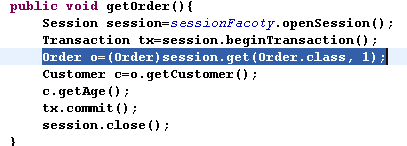 public void getOrder(){
Session session=sessionFacoty.openSession();
Transaction tx=session.beginTransaction();
Order o=(Order)session.get(Order.class, 1);
Customer c=o.getCustomer();
c.getAge();
tx.commit();
session.close();
}